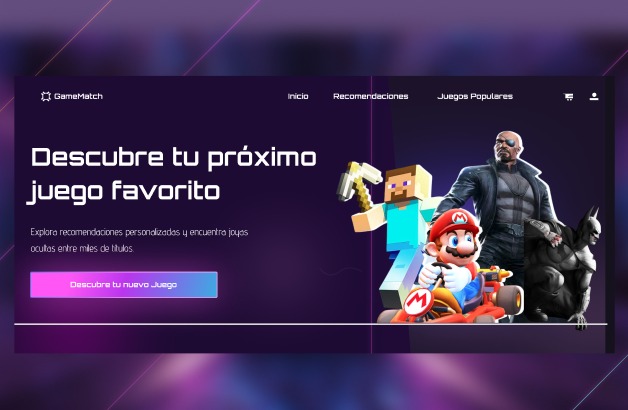 GameMatch
Inicio
Recomendaciones
Juegos Populares
Descubre tu próximo
juego favorito
Explora recomendaciones personalizadas y encuentra joyas
ocultas entre miles de títulos.
Descubre tu nuevo Juego
M
M